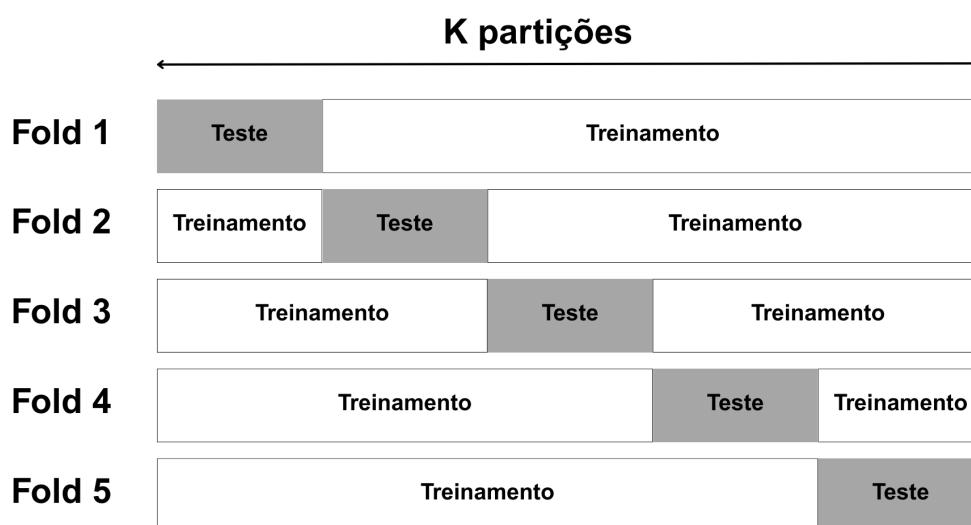 K partições
Fold 1 Teste Treinamento
Fold 2 Treinamento Teste Treinamento
Fold 3 Treinamento Teste Treinamento
Fold 4 Treinamento Teste Treinamento
Fold 5 Treinamento Teste